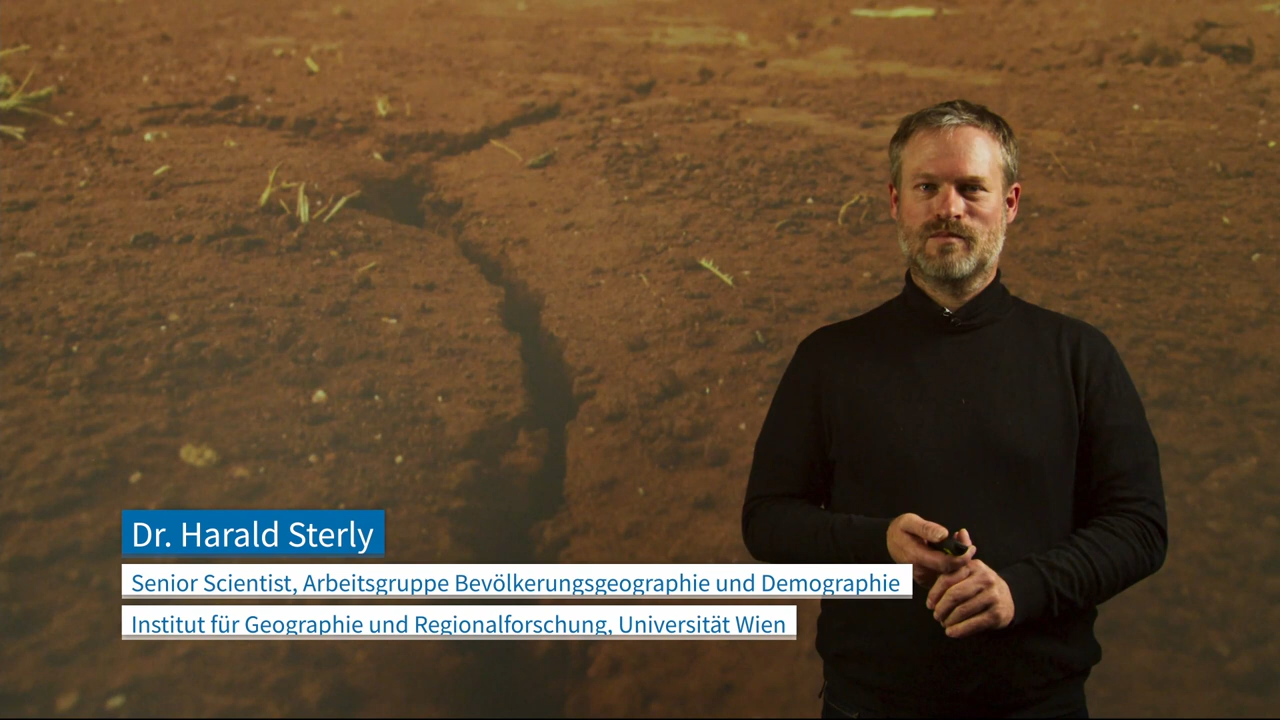 Dr. Harald Sterly
Senior Scientist, Arbeitsgruppe Bevölkerungsgeographie und Demographie
Institut für Geographie und Regionalforschung, Universität Wien